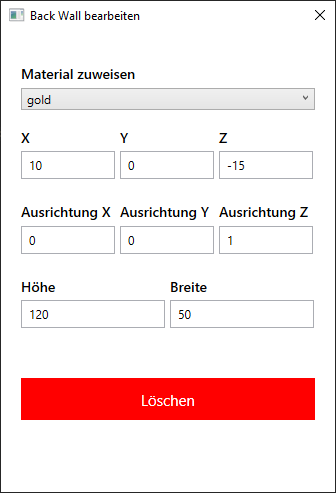 Back Wall bearbeiten
Material zuweisen
gold
X Y Z
10 0 -15
Ausrichtung X Ausrichtung Y Ausrichtung Z
0 0 1
Höhe Breite
120 50
Löschen